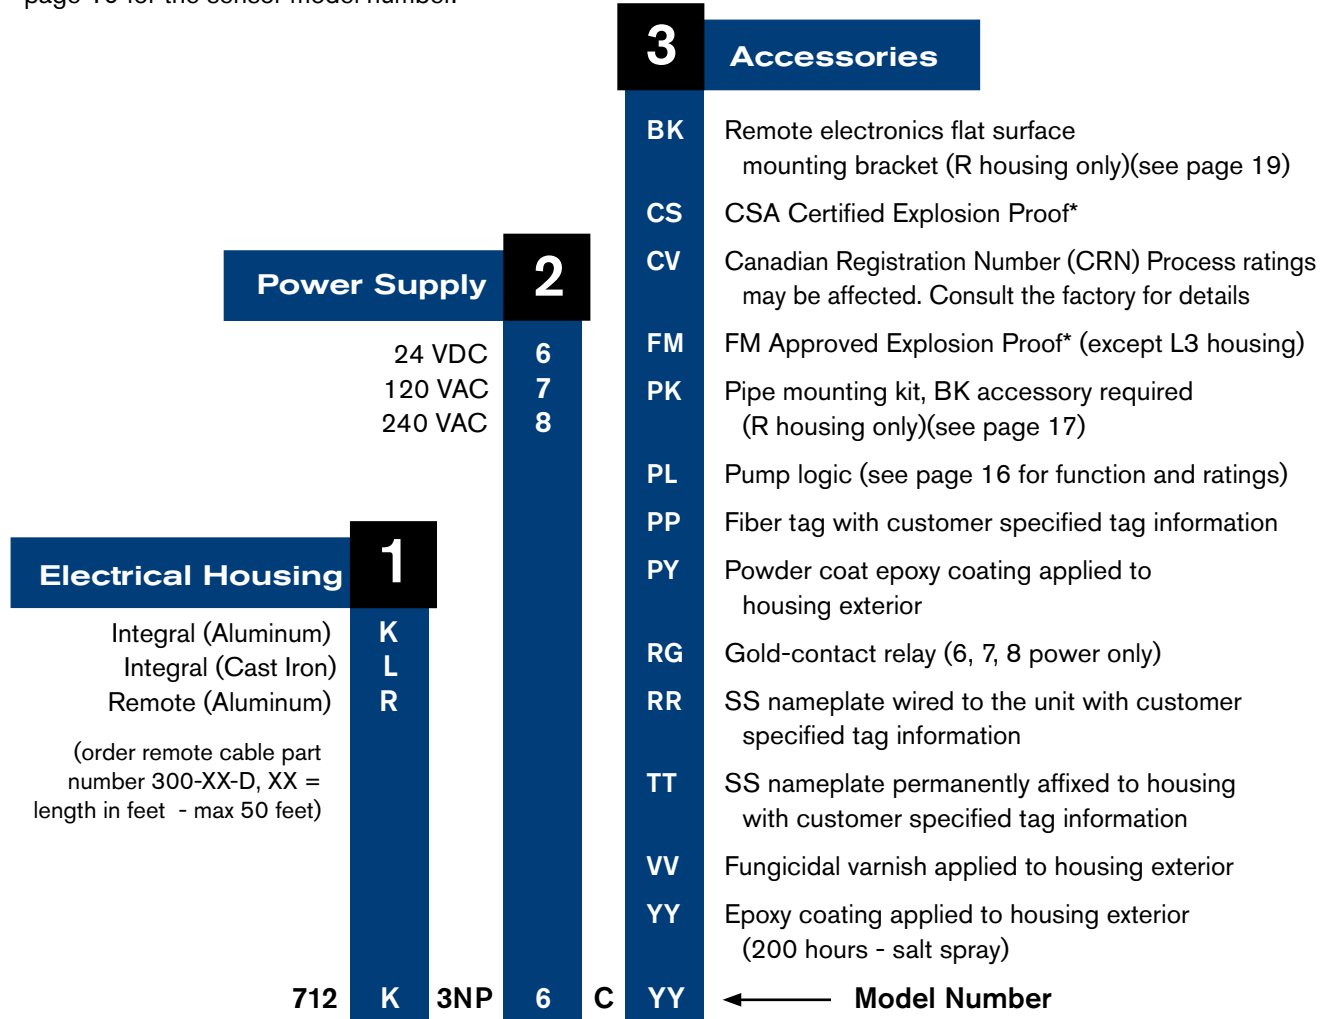 page 16 for the sensor model number.
3 Accessories
BK Remote electronics flat surface
mounting bracket (R housing only)(see page 19)
CS CSA Certified Explosion Proof*
CV Canadian Registration Number (CRN) Process ratings
may be affected. Consult the factory for details
FM FM Approved Explosion Proof* (except L3 housing)
PK Pipe mounting kit, BK accessory required
(R housing only)(see page 17)
PL Pump logic (see page 16 for function and ratings)
PP Fiber tag with customer specified tag information
PY Powder coat epoxy coating applied to
housing exterior
RG Gold-contact relay (6, 7, 8 power only)
RR SS nameplate wired to the unit with customer
specified tag information
TT SS nameplate permanently affixed to housing
with customer specified tag information
VV Fungicidal varnish applied to housing exterior
YY Epoxy coating applied to housing exterior
(200 hours - salt spray)
Power Supply 2
24 VDC 6
120 VAC 7
240 VAC 8
Electrical Housing 1
Integral (Aluminum) K
Integral (Cast Iron) L
Remote (Aluminum) R
(order remote cable part
number 300-XX-D, XX =
length in feet - max 50 feet)
712 K 3NP 6 C YY Model Number